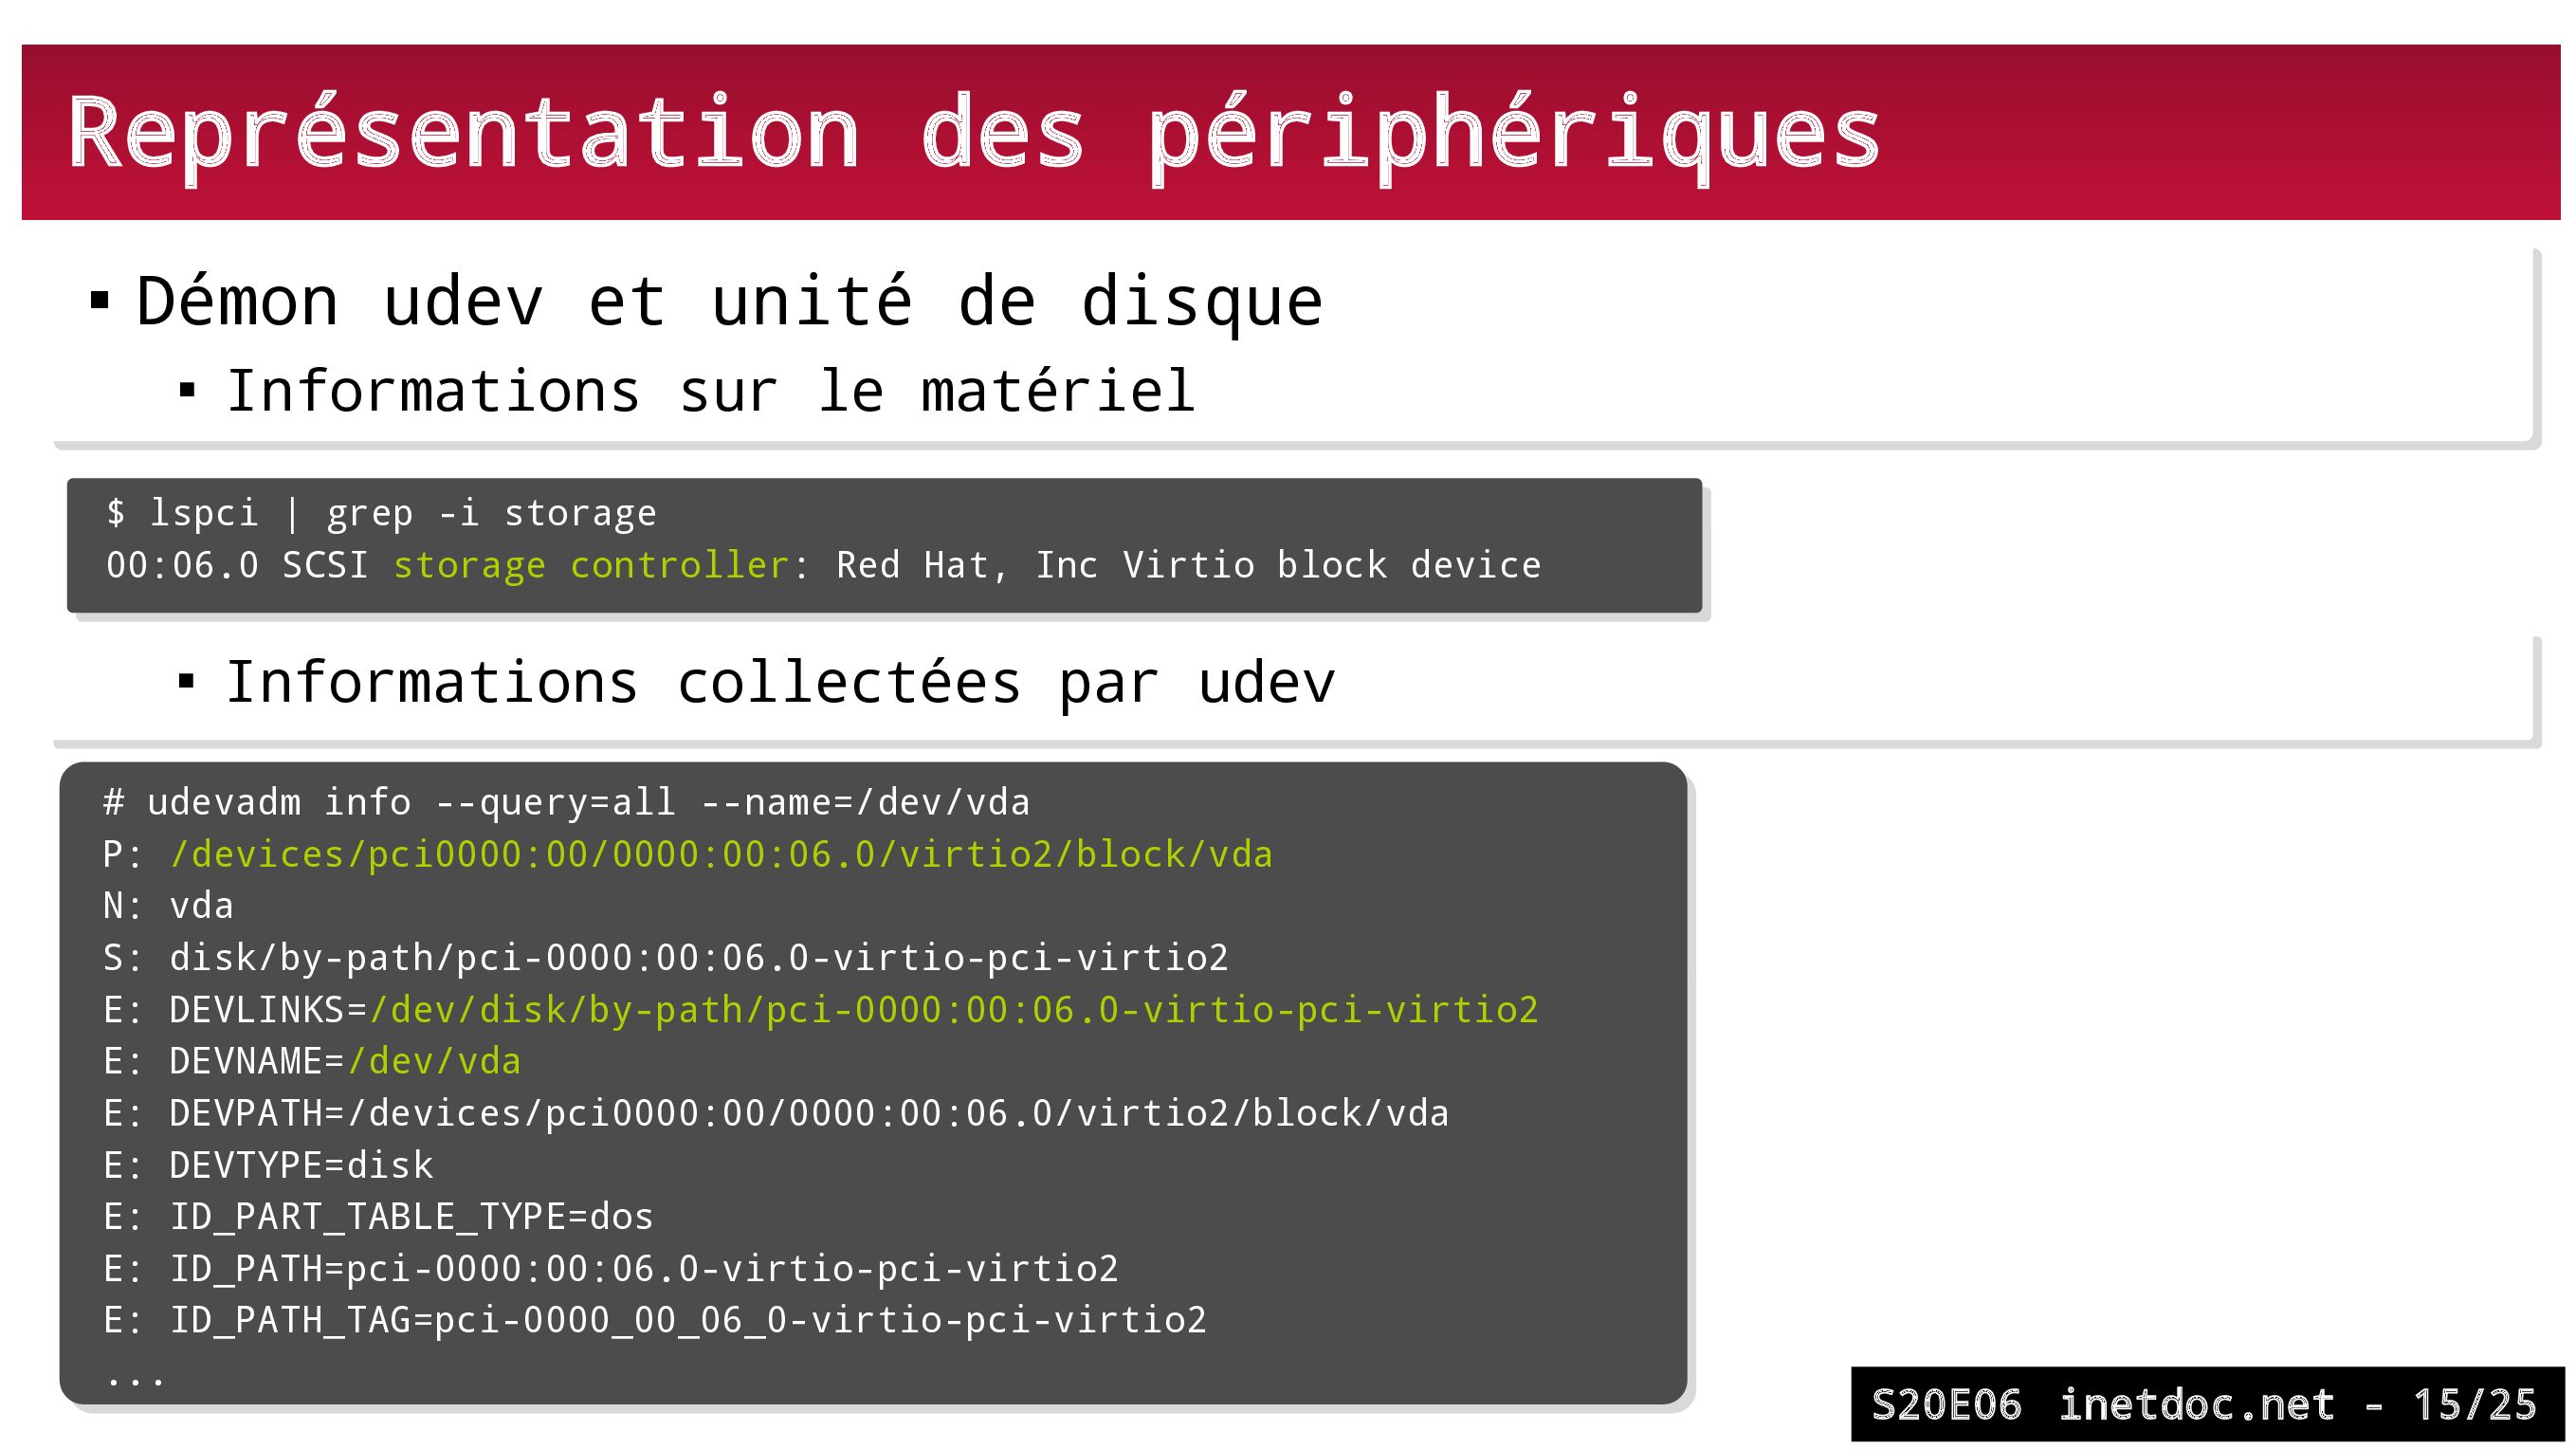 Représentation des périphériques
▪ Démon udev et unité de disque
▪ Informations sur le matériel
$ lspci | grep -i storage
00:06.0 SCSI storage controller: Red Hat, Inc Virtio block device
▪ Informations collectées par udev
# udevadm info --query=all --name=/dev/vda
P: /devices/pci0000:00/0000:00:06.0/virtio2/block/vda
N: vda
S: disk/by-path/pci-0000:00:06.0-virtio-pci-virtio2
E: DEVLINKS=/dev/disk/by-path/pci-0000:00:06.0-virtio-pci-virtio2
E: DEVNAME=/dev/vda
E: DEVPATH=/devices/pci0000:00/0000:00:06.0/virtio2/block/vda
E: DEVTYPE=disk
E: ID_PART_TABLE_TYPE=dos
E: ID_PATH=pci-0000:00:06.0-virtio-pci-virtio2
E: ID_PATH_TAG=pci-0000_00_06_0-virtio-pci-virtio2
...
S20E06 inetdoc.net - 15/25